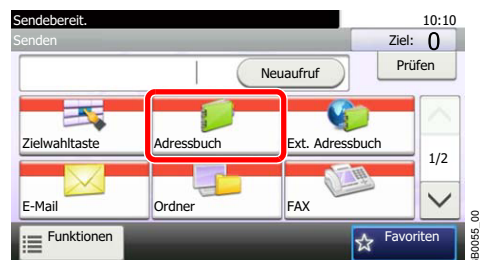 Sendebereit. 10:10
Senden Ziel: 0
Neuaufruf Prüfen
Zielwahltaste Adressbuch Ext. Adressbuch
1/2
E-Mail Ordner FAX
Funktionen Favoriten
B0055_00